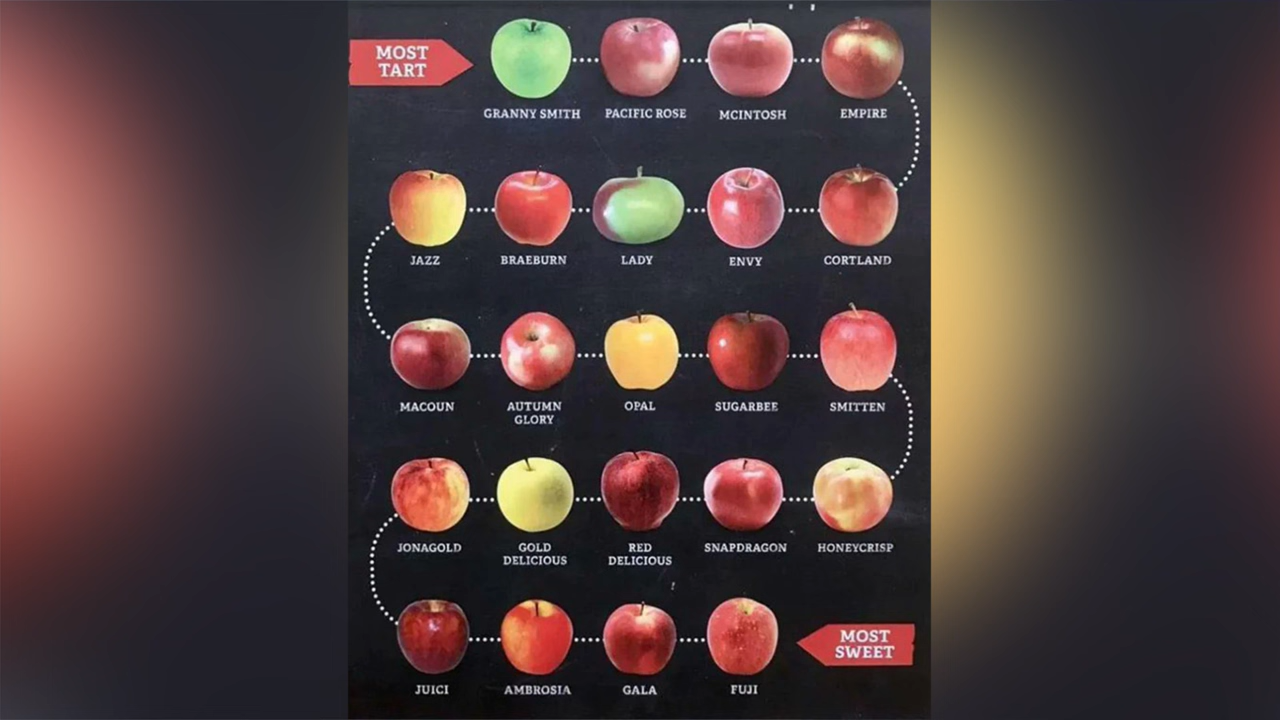 MOST
TART
GRANNY SMITH
PACIFIC ROSE
MCINTOSH
EMPIRE
JAZZ
BRAEBURN
LADY
ENVY
CORTLAND
MACOUN
AUTUMN
GLORY
OPAL
SUGARBEE
SMITTEN
JONAGOLD
GOLD
DELICIOUS
RED
DELICIOUS
SNAPDRAGON
HONEYCRISP
MOST
SWEET
JUICI
AMBROSIA
GALA
FUJI